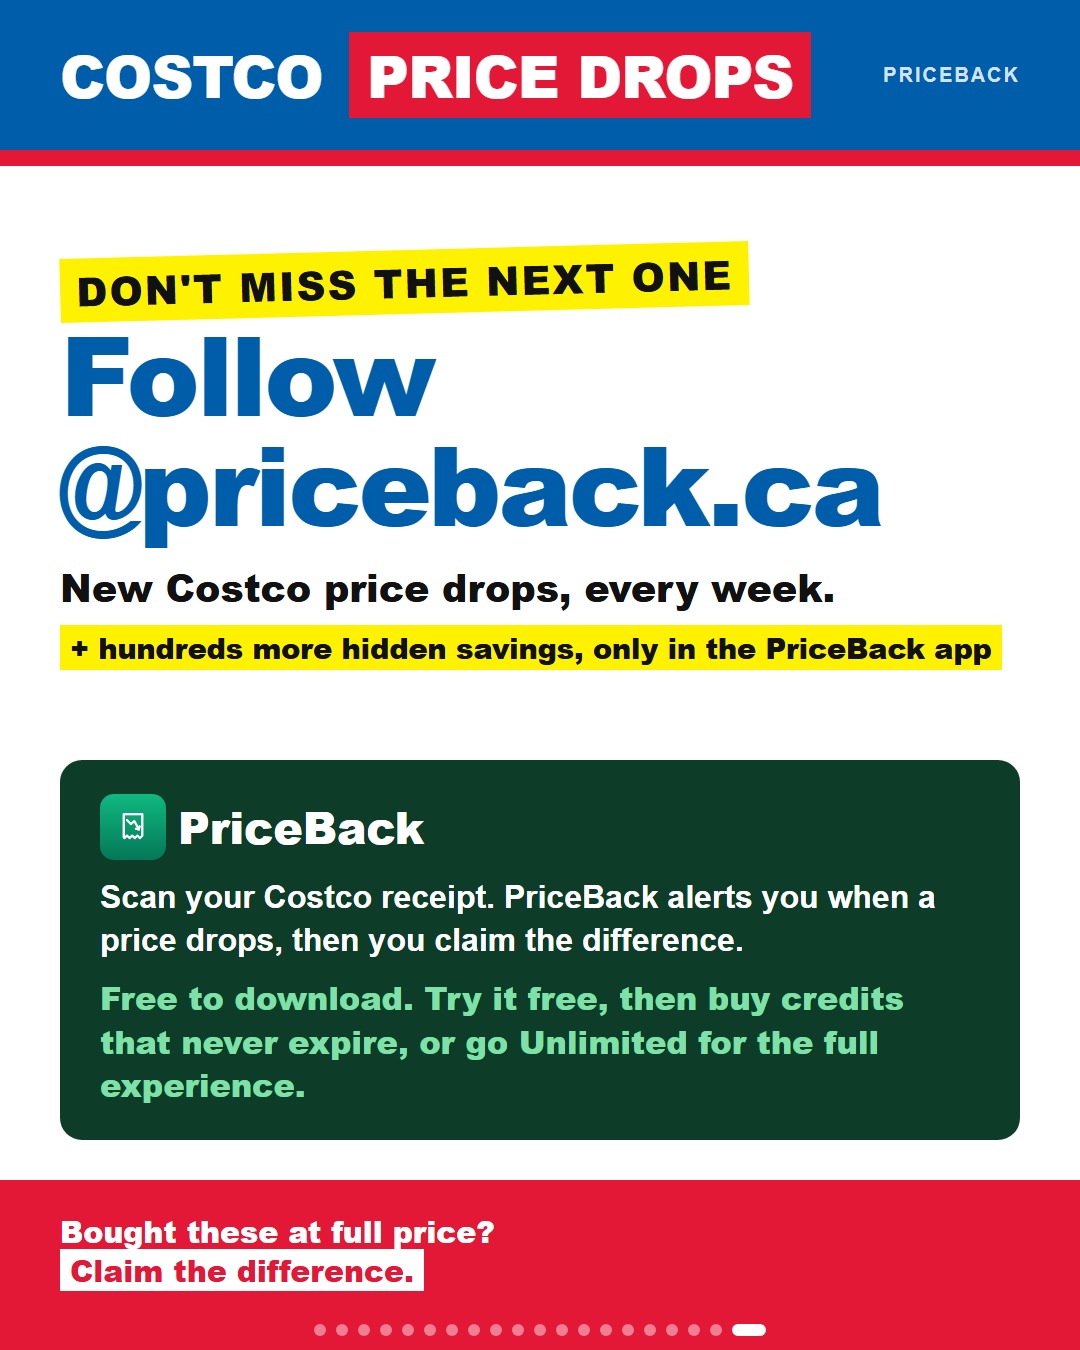 COSTCO PRICE DROPS
PRICEBACK
DON'T MISS THE NEXT ONE
Follow
@priceback.ca
New Costco price drops, every week.
+ hundreds more hidden savings, only in the PriceBack app
PriceBack
Scan your Costco receipt. PriceBack alerts you when a
price drops, then you claim the difference.
Free to download. Try it free, then buy credits
that never expire, or go Unlimited for the full
experience.
Bought these at full price?
Claim the difference.